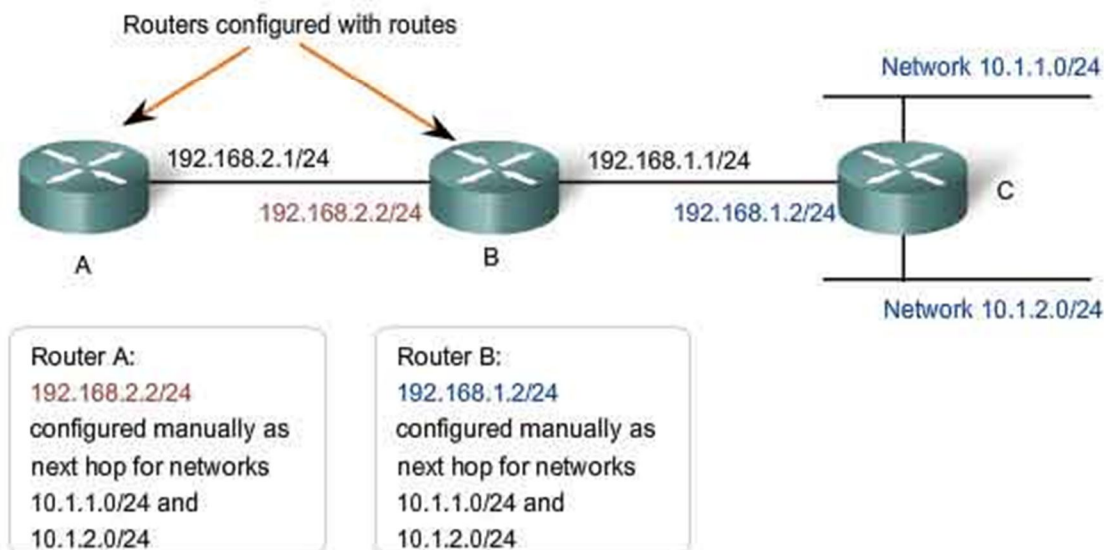 Routers configured with routes
Network 10.1.1.0/24
192.168.2.1/24
192.168.1.1/24
192.168.2.2/24
192.168.1.2/24
C
A
B
Network 10.1.2.0/24
Router A:
192.168.2.2/24
configured manually as
next hop for networks
10.1.1.0/24 and
10.1.2.0/24
Router B:
192.168.1.2/24
configured manually as
next hop for networks
10.1.1.0/24 and
10.1.2.0/24